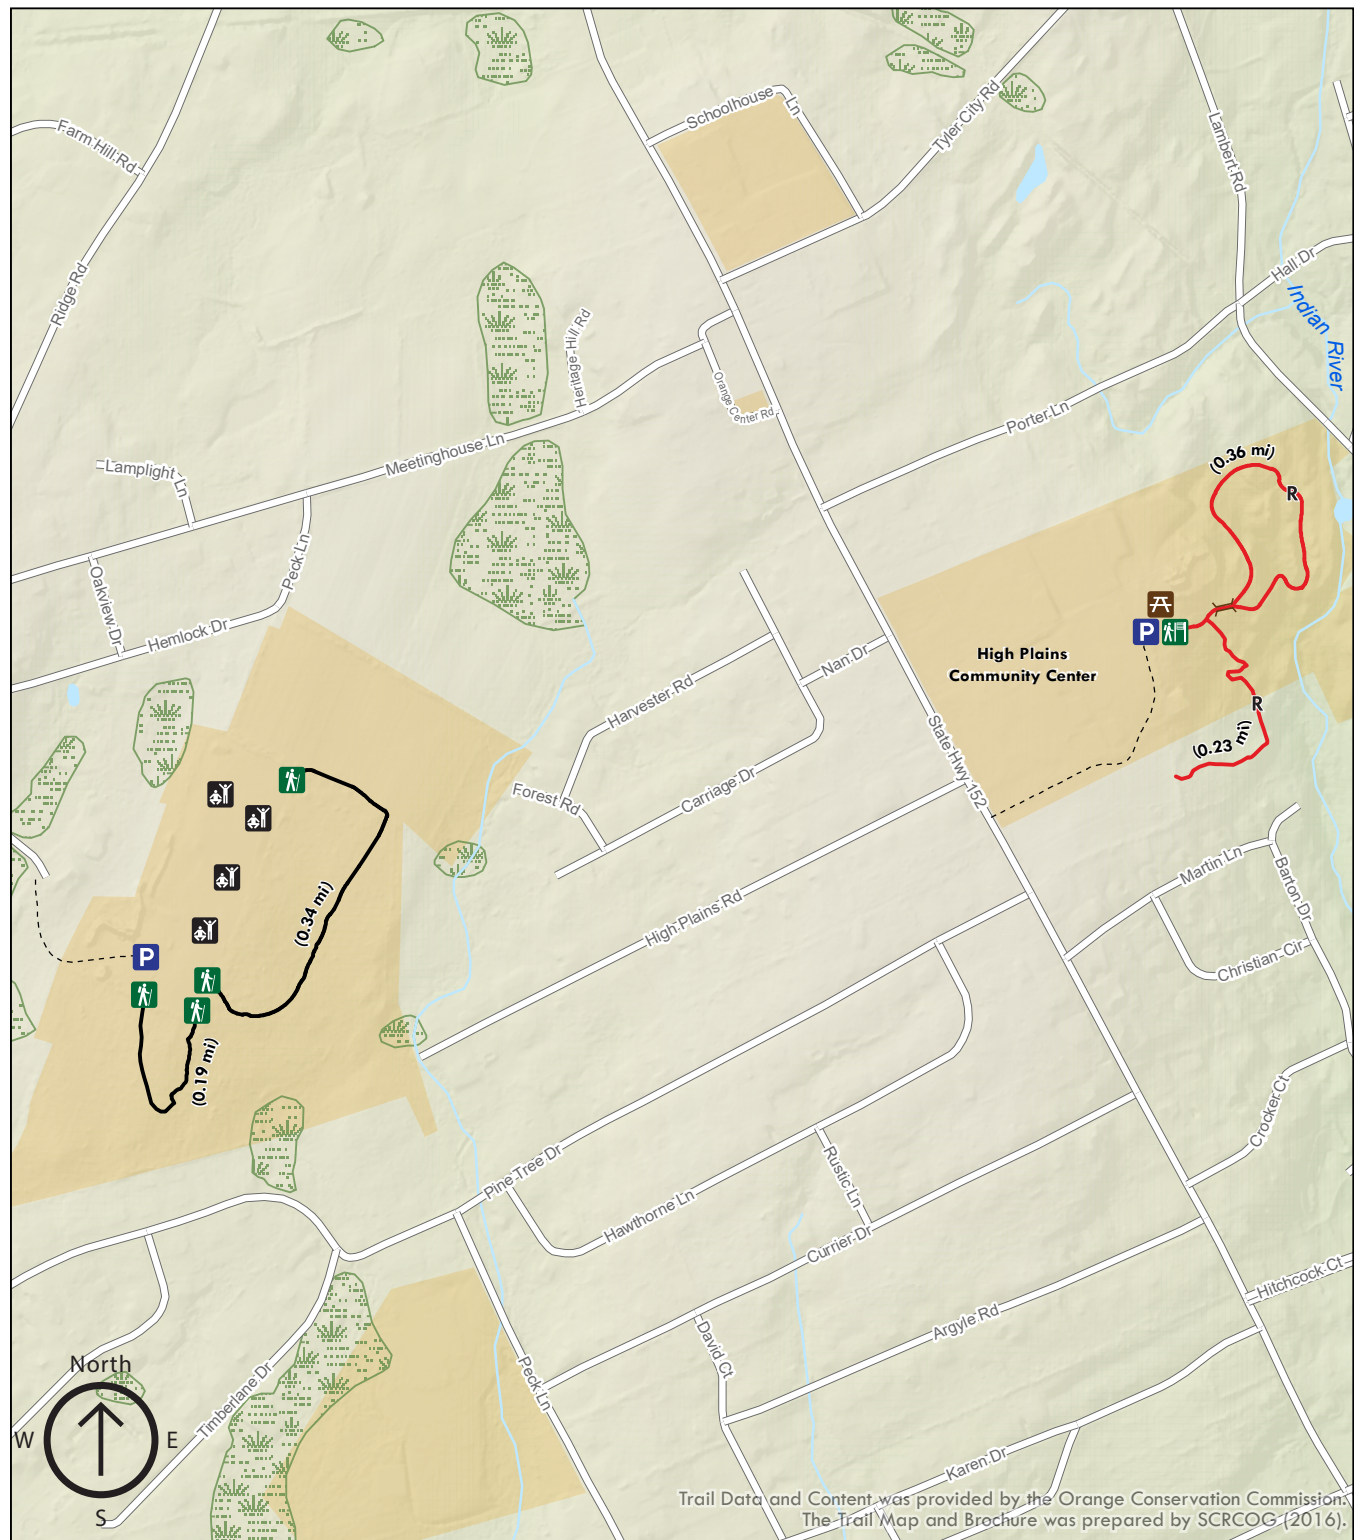 Schoolhouse Ln
Tyler City Rd
Lambert Rd
Farm Hill Rd
Ridge Rd
Hall Dr
Indian River
Heritage Hill Rd
Orange Center Rd
Porter Ln
Meetinghouse Ln
Lamplight Ln
(0.36 mi)
R
Peck Ln
Oakview Dr
Hemlock Dr
P
High Plains
Community Center
Nan Dr
Harvester Rd
R
(0.23 mi)
State Hwy 152
Carriage Dr
Forest Rd
Martin Ln
Barton Dr
High Plains Rd
(0.34 mi)
Christian Cir
P
(0.19 mi)
Crocker Ct
Pine Tree Dr
Rustic Ln
Hawthorne Ln
Currier Dr
Hitchcock Ct
Argyle Rd
David Ct
Peck Ln
Timberlane Dr
North
W
E
S
Karen Dr
Trail Data and Content was provided by the Orange Conservation Commission.
The Trail Map and Brochure was prepared by SCRCOG (2016).